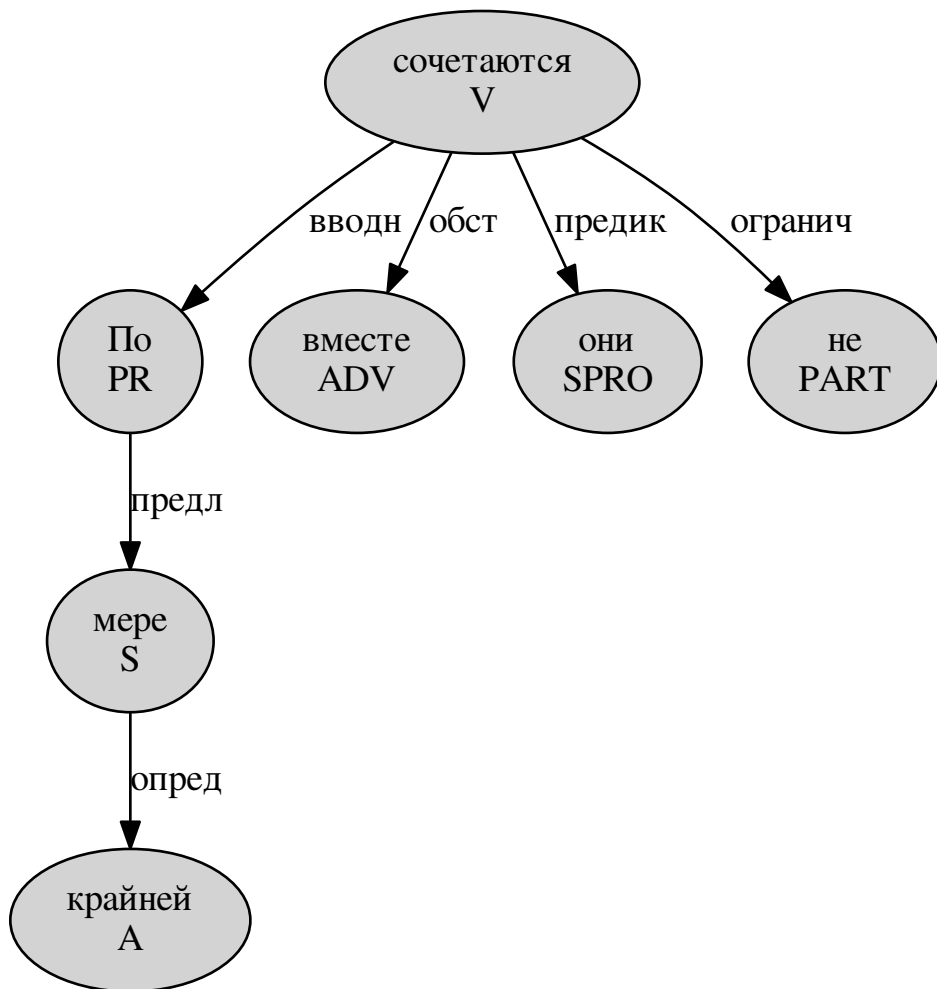 сочетаются
V
вводн
обст
предик
огранич
По
PR
вместе
ADV
они
SPRO
не
PART
предл
мере
S
опред
крайней
A